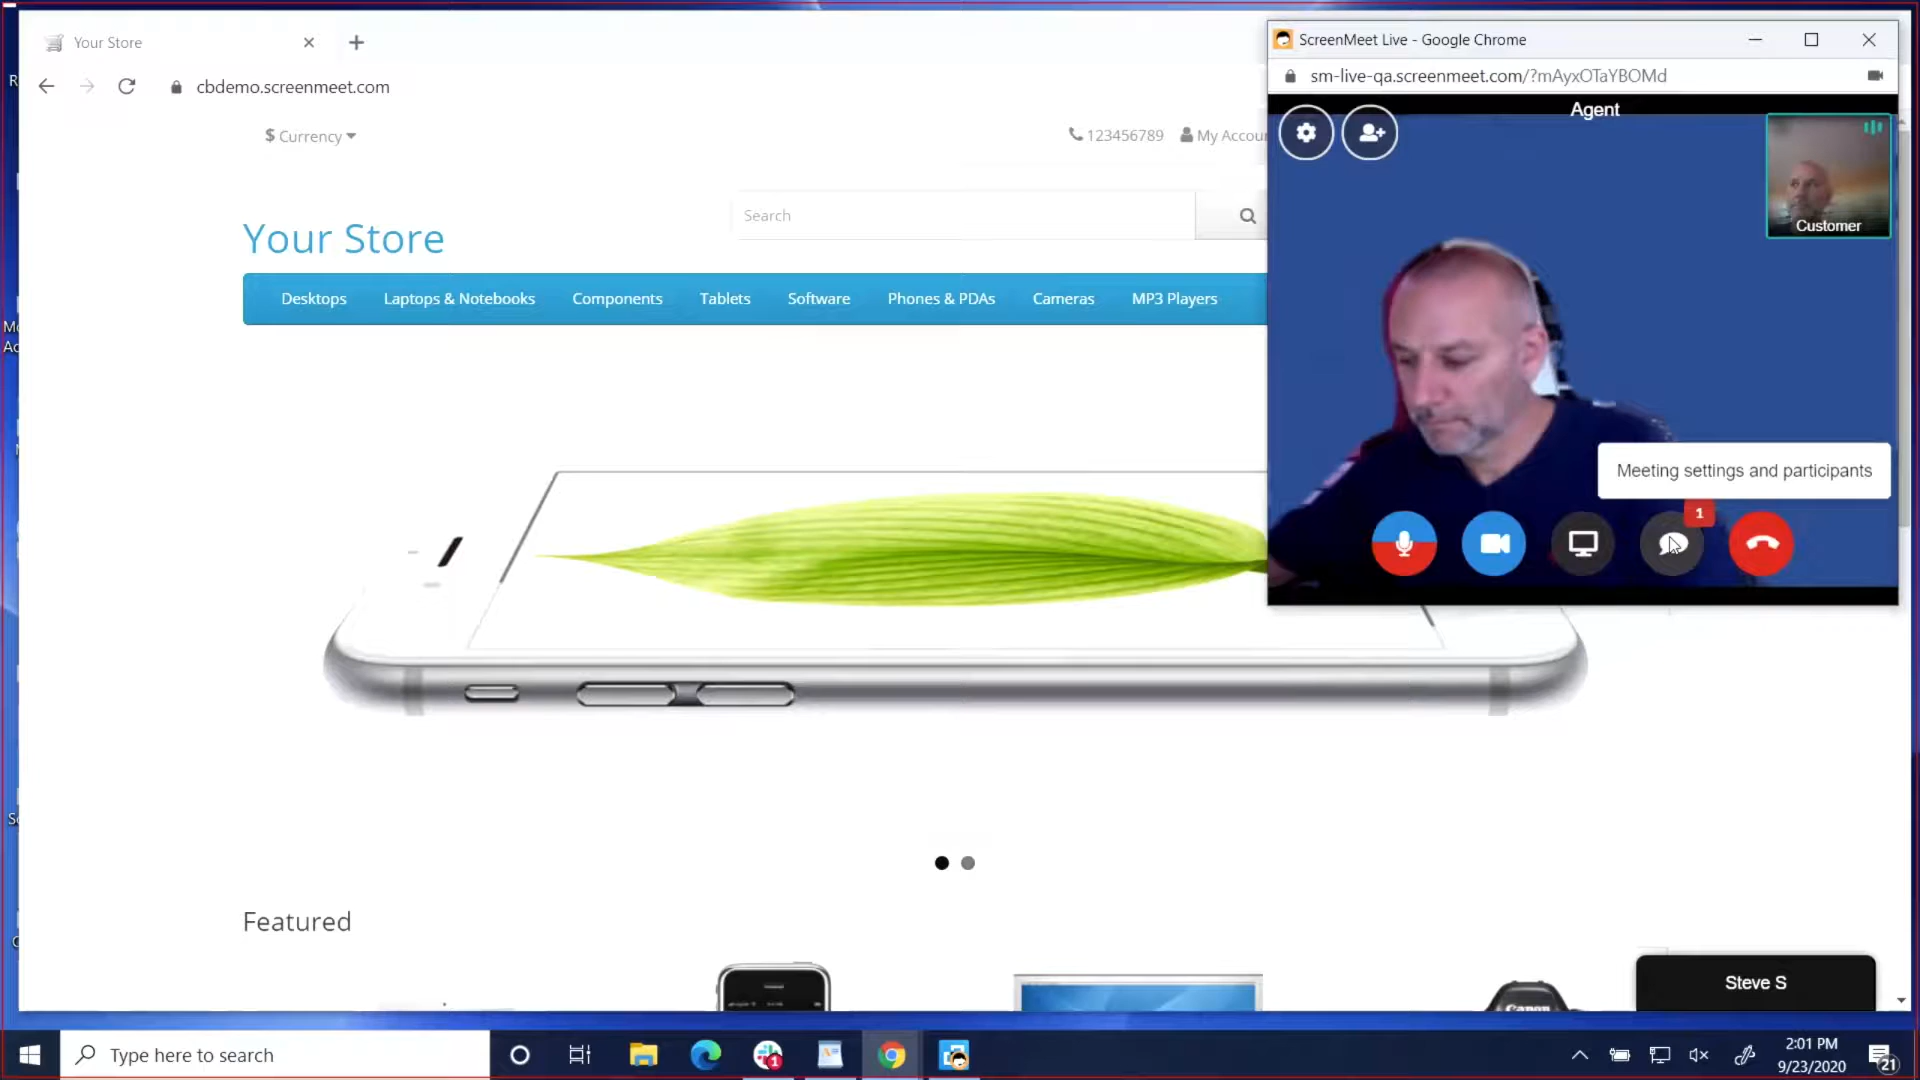 Your Store
cbdemo.screenmeet.com
$ Currency
123456789
My Accou
Search
Your Store
Desktops
Laptops & Notebooks
Components
Tablets
Software
Phones & PDAs
Cameras
MP3 Players
ScreenMeet Live - Google Chrome
sm-live-qa.screenmeet.com/?mAyxOTaYBOMd
Agent
Customer
Meeting settings and participants
1
Featured
Canon
Steve S
Type here to search
1
2:01 PM
9/23/2020
21